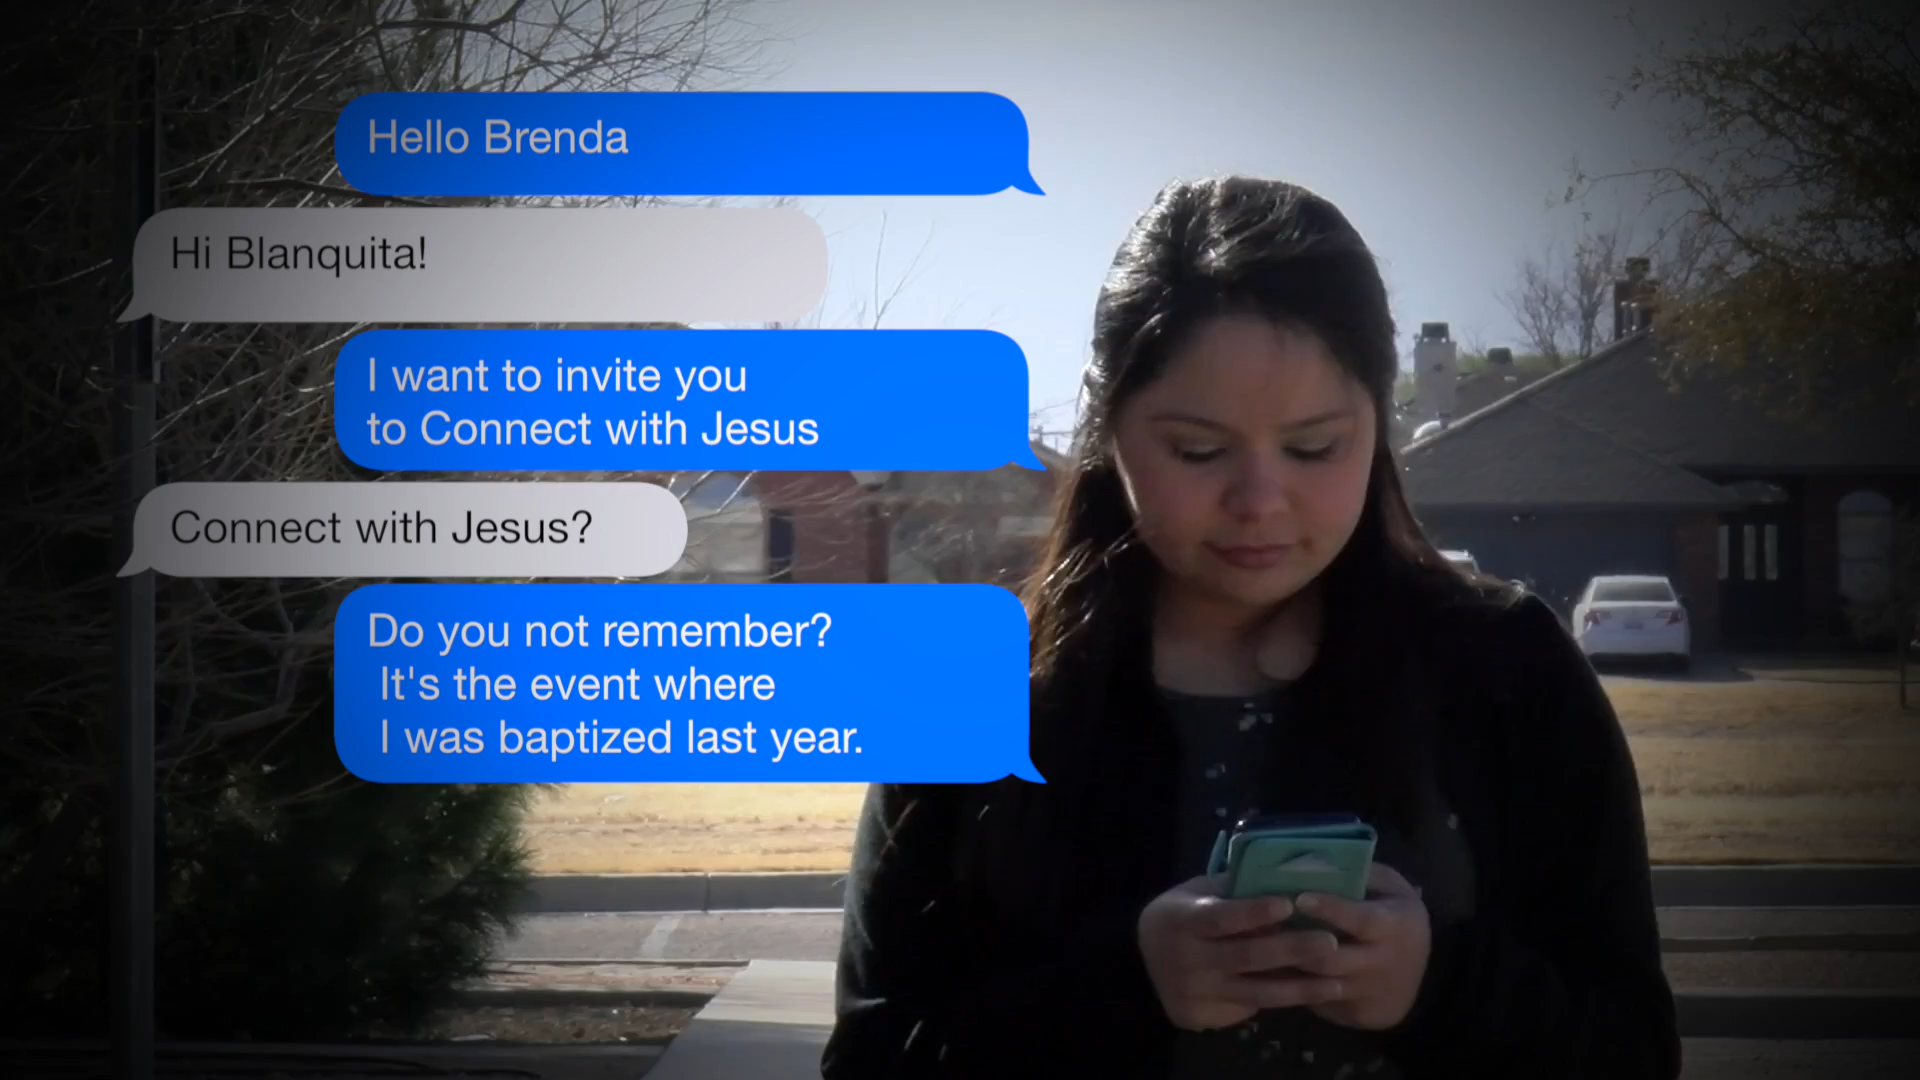 Hello Brenda
Hi Blanquita!
I want to invite you
to Connect with Jesus
Connect with Jesus?
Do you not remember?
It's the event where
I was baptized last year.